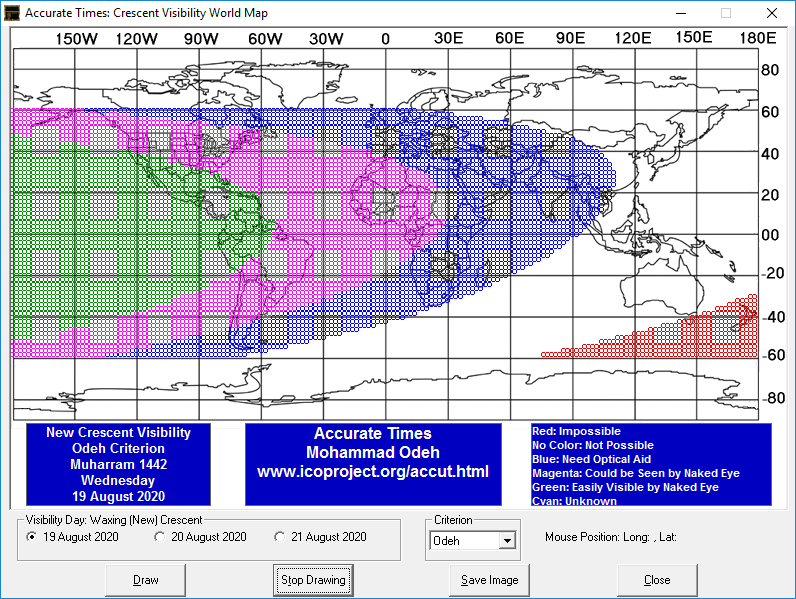 Accurate Times: Crescent Visibility World Map
150W 120W 90W 60W 30W 0 30E 60E 90E 120E 150E 180E
80
60
40
20
00
-20
-40
-60
-80
New Crescent Visibility
Odeh Criterion
Muharram 1442
Wednesday
19 August 2020
Accurate Times
Mohammad Odeh
www.icoproject.org/accut.html
Red: Impossible
No Color: Not Possible
Blue: Need Optical Aid
Magenta: Could be Seen by Naked Eye
Green: Easily Visible by Naked Eye
Cyan: Unknown
Visibility Day: Waxing (New) Crescent
19 August 2020 20 August 2020 21 August 2020
Criterion
Odeh
Mouse Position: Long: , Lat:
Draw Stop Drawing Save Image Close